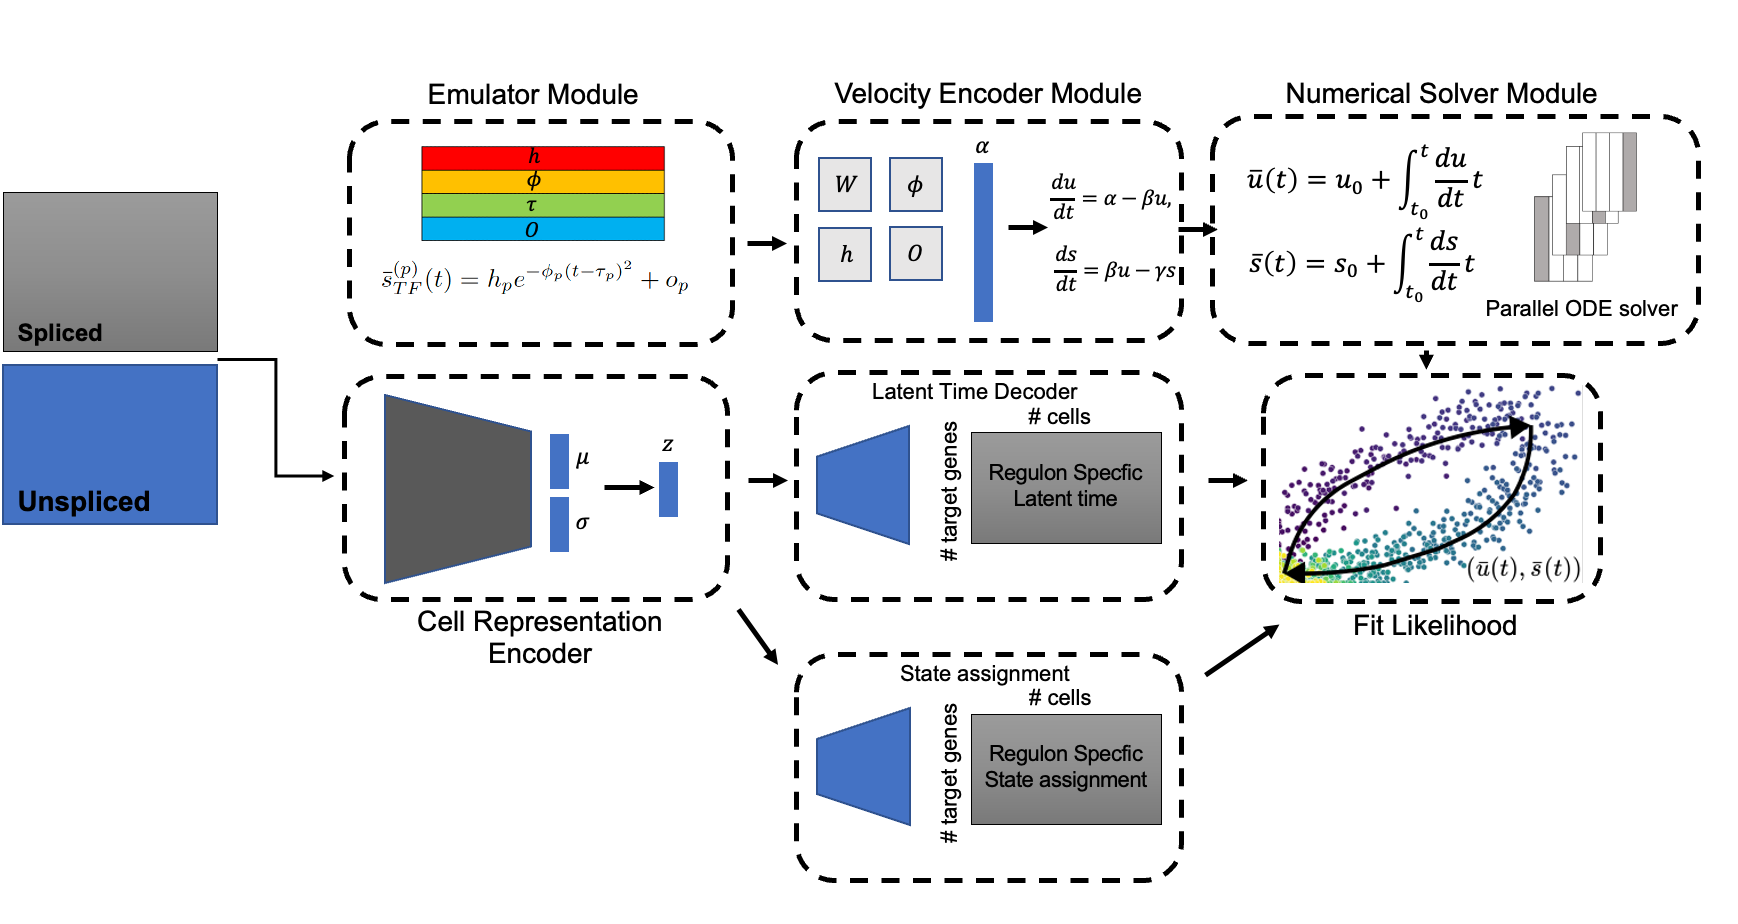 Emulator Module
h
ϕ
τ
O
s̄_{TF}^{(p)}(t) = h_p e^{−ϕ_p(t−τ_p)^2} + o_p
Velocity Encoder Module
W ϕ
h O
α
du/dt = α − βu,
ds/dt = βu − γs
Numerical Solver Module
ū(t) = u_0 + ∫_{t_0}^{t} du/dt t
s̄(t) = s_0 + ∫_{t_0}^{t} ds/dt t
Parallel ODE solver
Spliced
Unspliced
μ
σ
z
Cell Representation
Encoder
Latent Time Decoder
# cells
# target genes
Regulon Specfic
Latent time
(ū(t), s̄(t))
Fit Likelihood
State assignment
# cells
# target genes
Regulon Specfic
State assignment